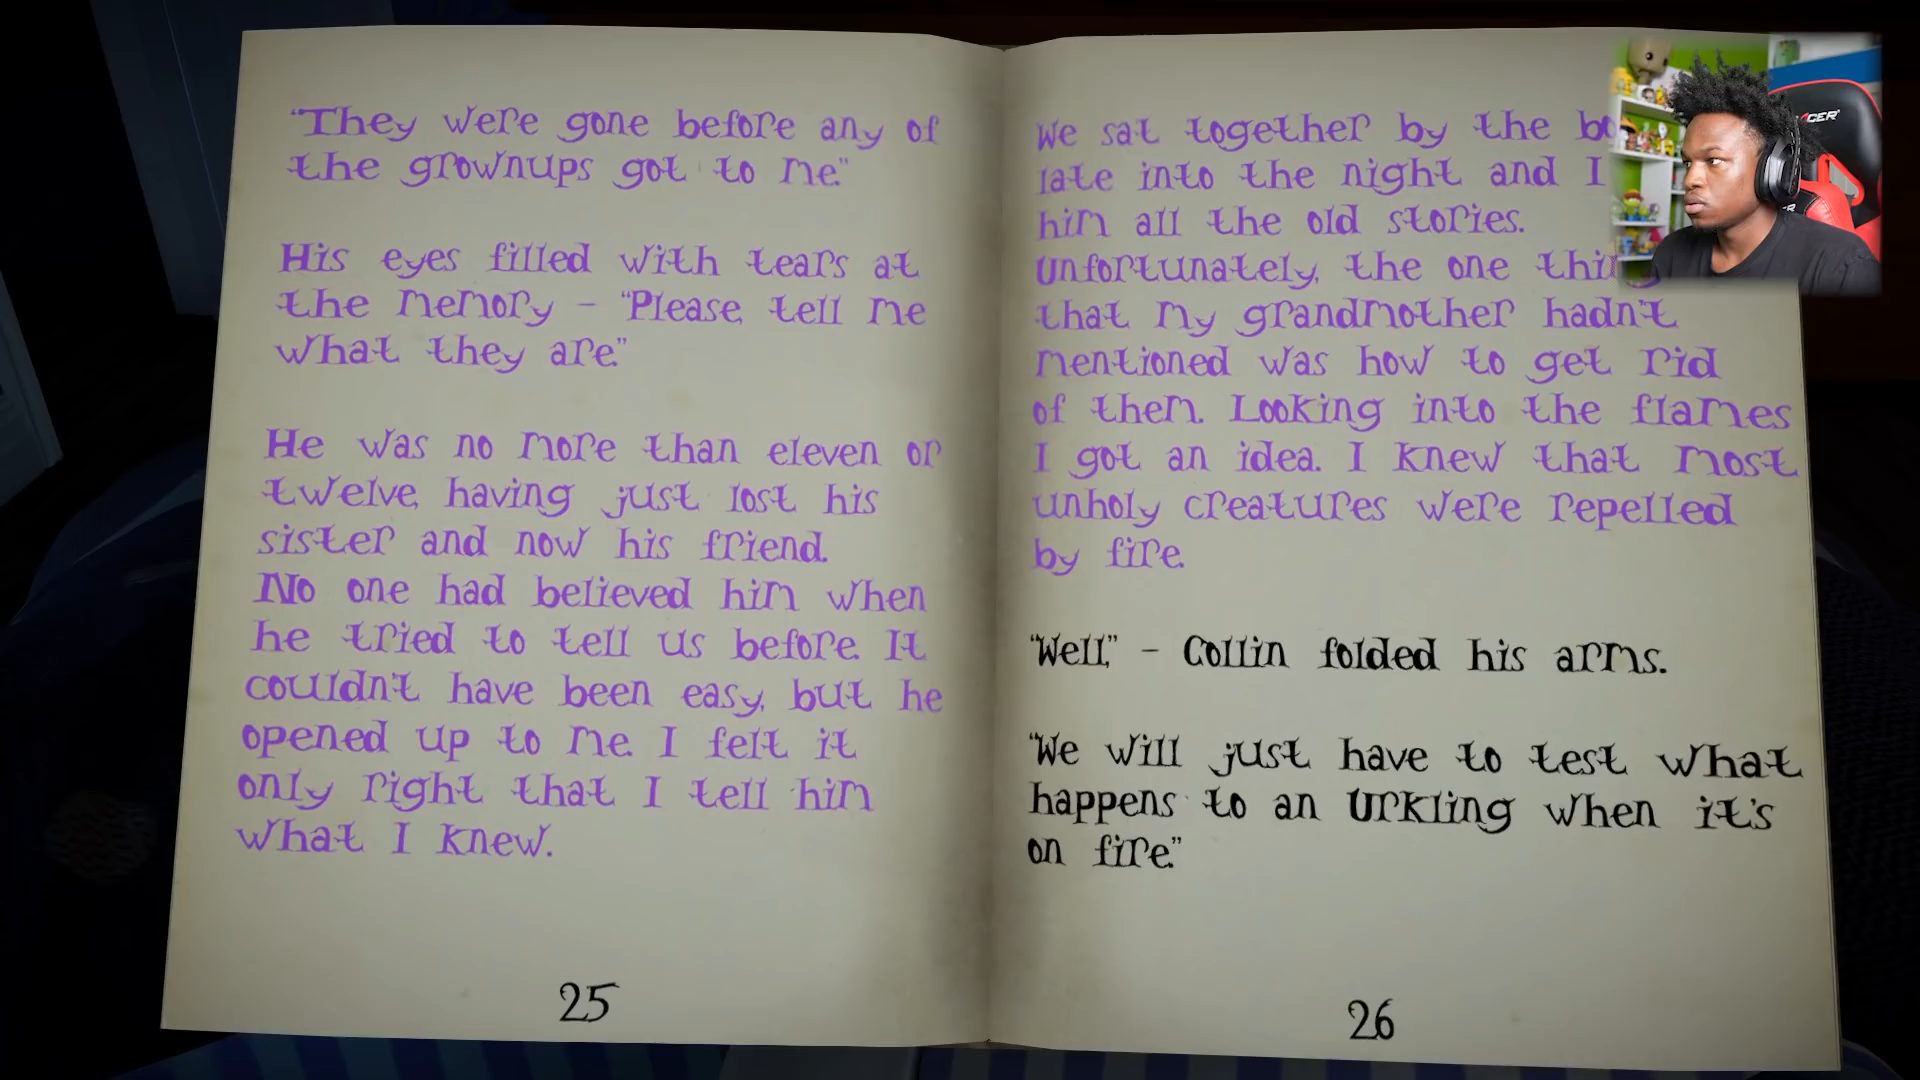 "They were gone before any of
the grownups got to me."
His eyes filled with tears at
the memory - "Please, tell me
what they are."
He was no more than eleven or
twelve, having just lost his
sister and now his friend.
No one had believed him when
he tried to tell us before. It
couldn't have been easy, but he
opened up to me. I felt it
only right that I tell him
what I knew.
25
We sat together by the
late into the night and I
him all the old stories.
Unfortunately, the one
that my grandmother hadn't
mentioned was how to get rid
of them. Looking into the flames
I got an idea. I knew that most
unholy creatures were repelled
by fire.
"Well," - Collin folded his arms.
"We will just have to test what
happens to an Urkling when it's
on fire."
26